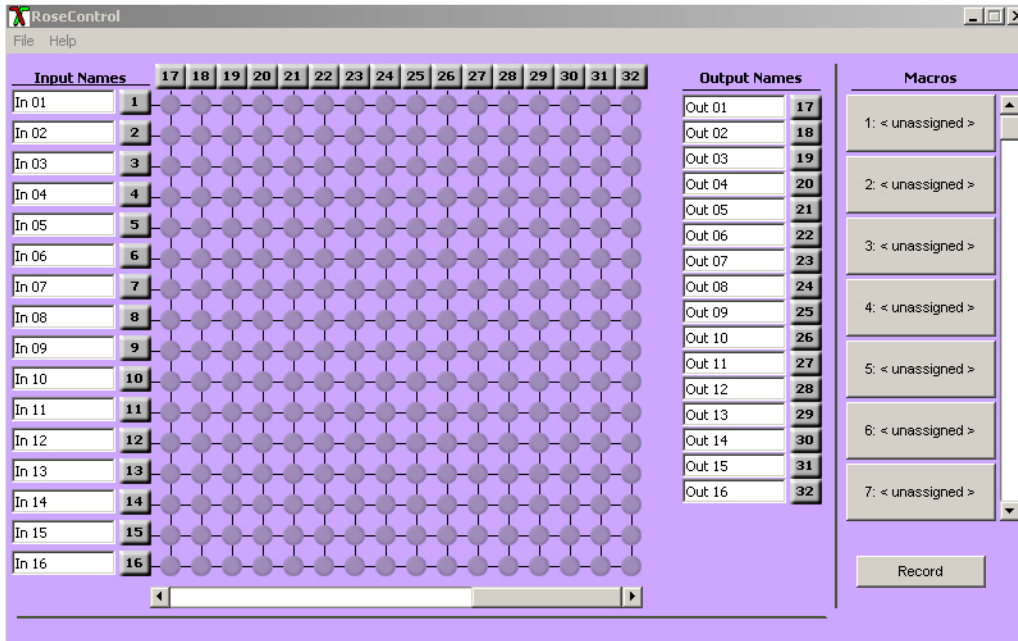 RoseControl
File Help
Input Names
17 18 19 20 21 22 23 24 25 26 27 28 29 30 31 32
In 01 1
In 02 2
In 03 3
In 04 4
In 05 5
In 06 6
In 07 7
In 08 8
In 09 9
In 10 10
In 11 11
In 12 12
In 13 13
In 14 14
In 15 15
In 16 16
Output Names
Out 01 17
Out 02 18
Out 03 19
Out 04 20
Out 05 21
Out 06 22
Out 07 23
Out 08 24
Out 09 25
Out 10 26
Out 11 27
Out 12 28
Out 13 29
Out 14 30
Out 15 31
Out 16 32
Macros
1: < unassigned >
2: < unassigned >
3: < unassigned >
4: < unassigned >
5: < unassigned >
6: < unassigned >
7: < unassigned >
Record